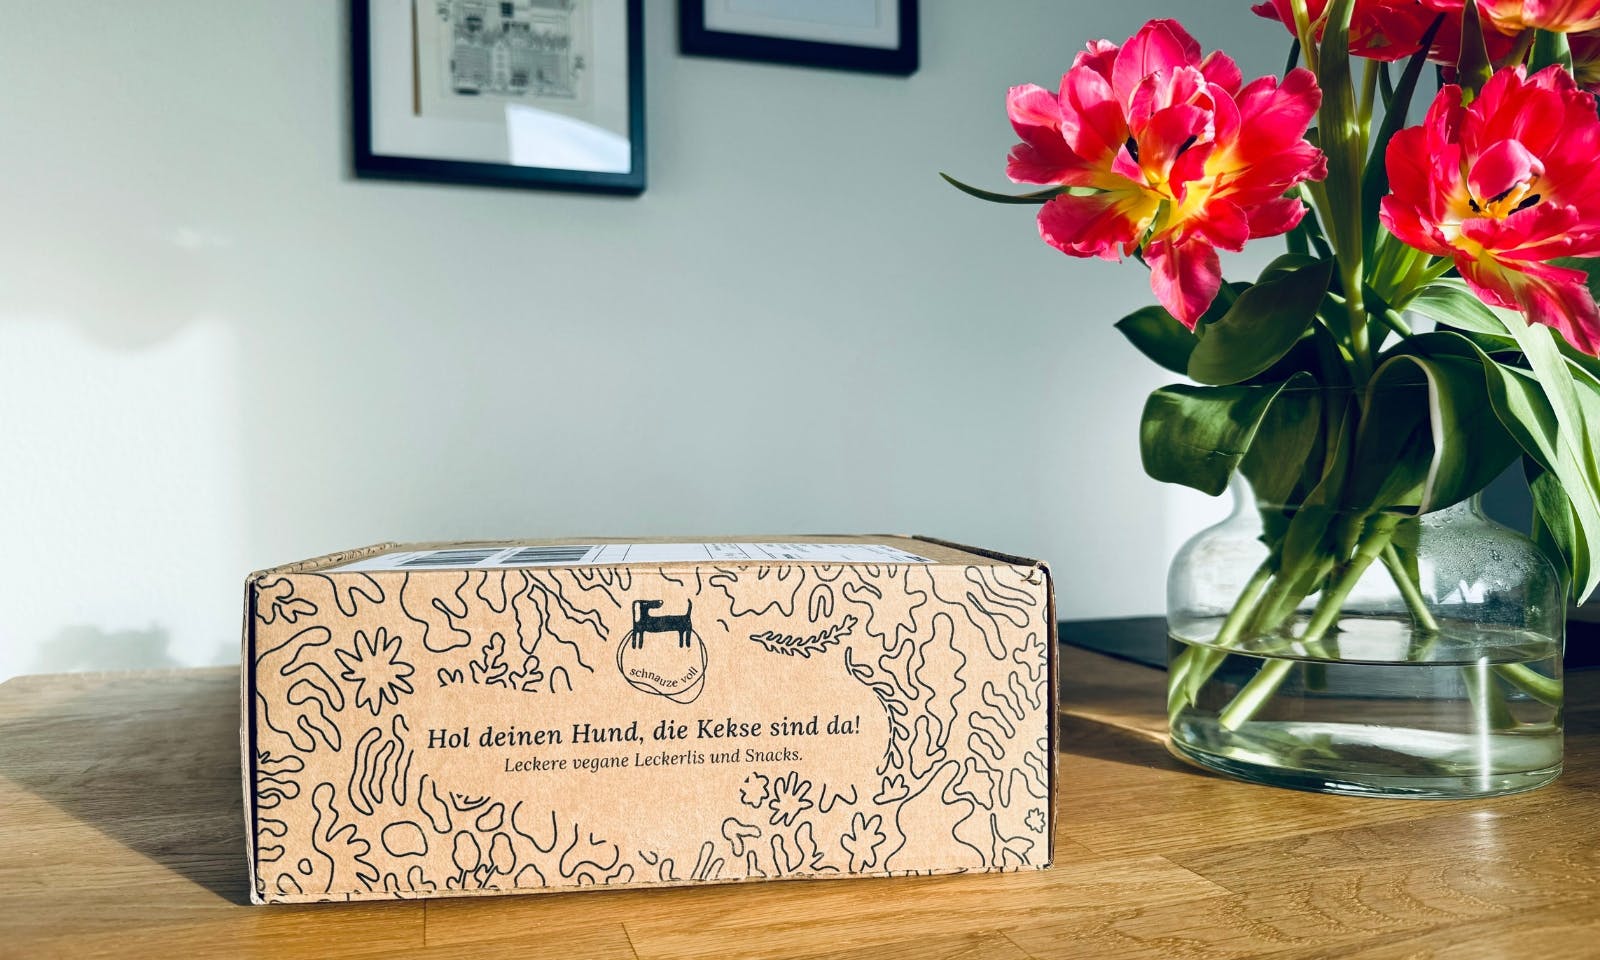 schnauze voll
Hol deinen Hund, die Kekse sind da!
Leckere vegane Leckerlis und Snacks.